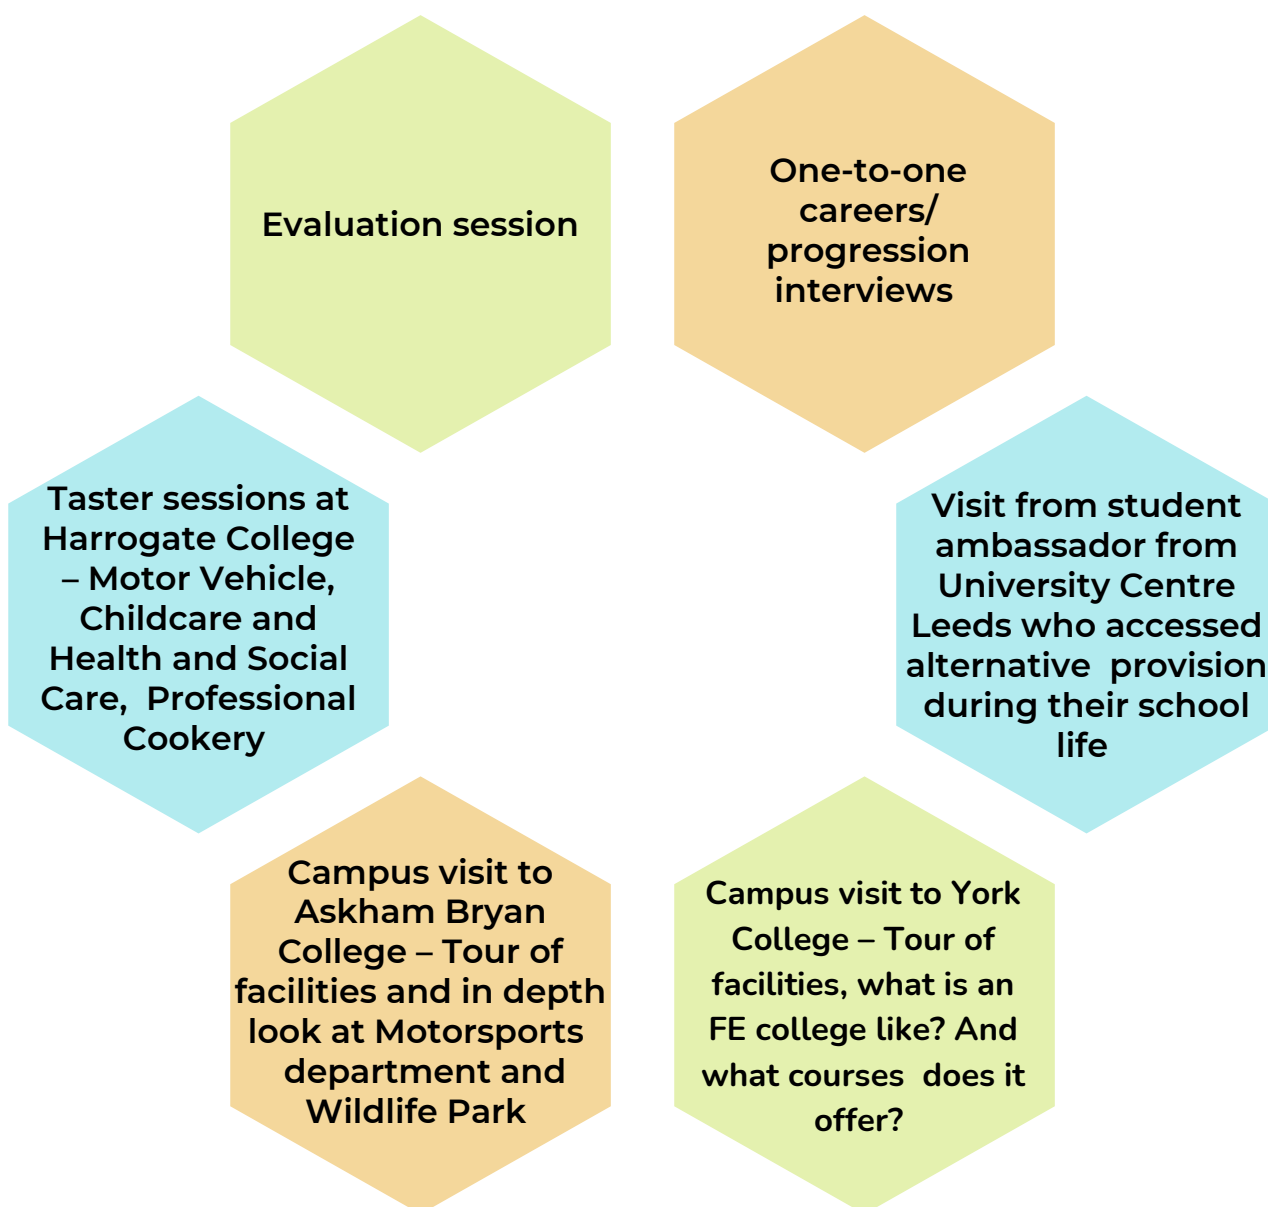 Evaluation session
One-to-one
careers/
progression
interviews
Taster sessions at
Harrogate College
– Motor Vehicle,
Childcare and
Health and Social
Care,  Professional
Cookery
Visit from student
ambassador from
University Centre
Leeds who accessed
alternative  provision
during their school
life
Campus visit to
Askham Bryan
College – Tour of
facilities and in depth
look at Motorsports
department and
Wildlife Park
Campus visit to York
College – Tour of
facilities, what is an
FE college like? And
what courses  does it
offer?